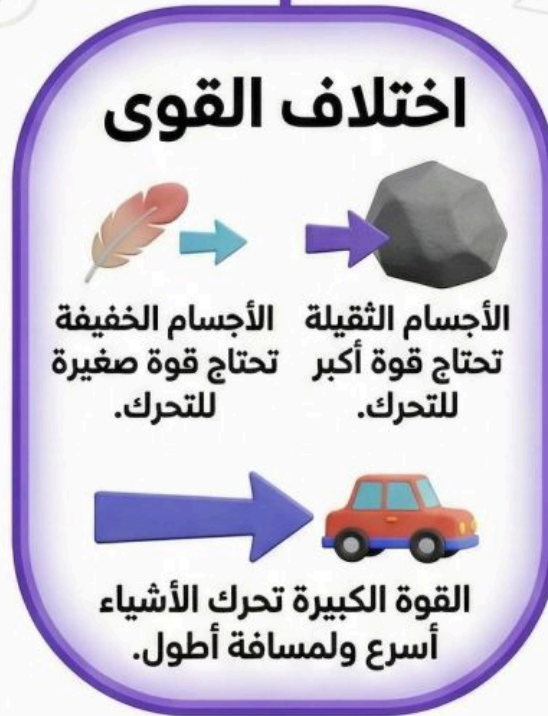 اختلاف القوى
الأجسام الثقيلة
تحتاج قوة أكبر
للتحرك.
الأجسام الخفيفة
تحتاج قوة صغيرة
للتحرك.
القوة الكبيرة تحرك الأشياء
أسرع ولمسافة أطول.